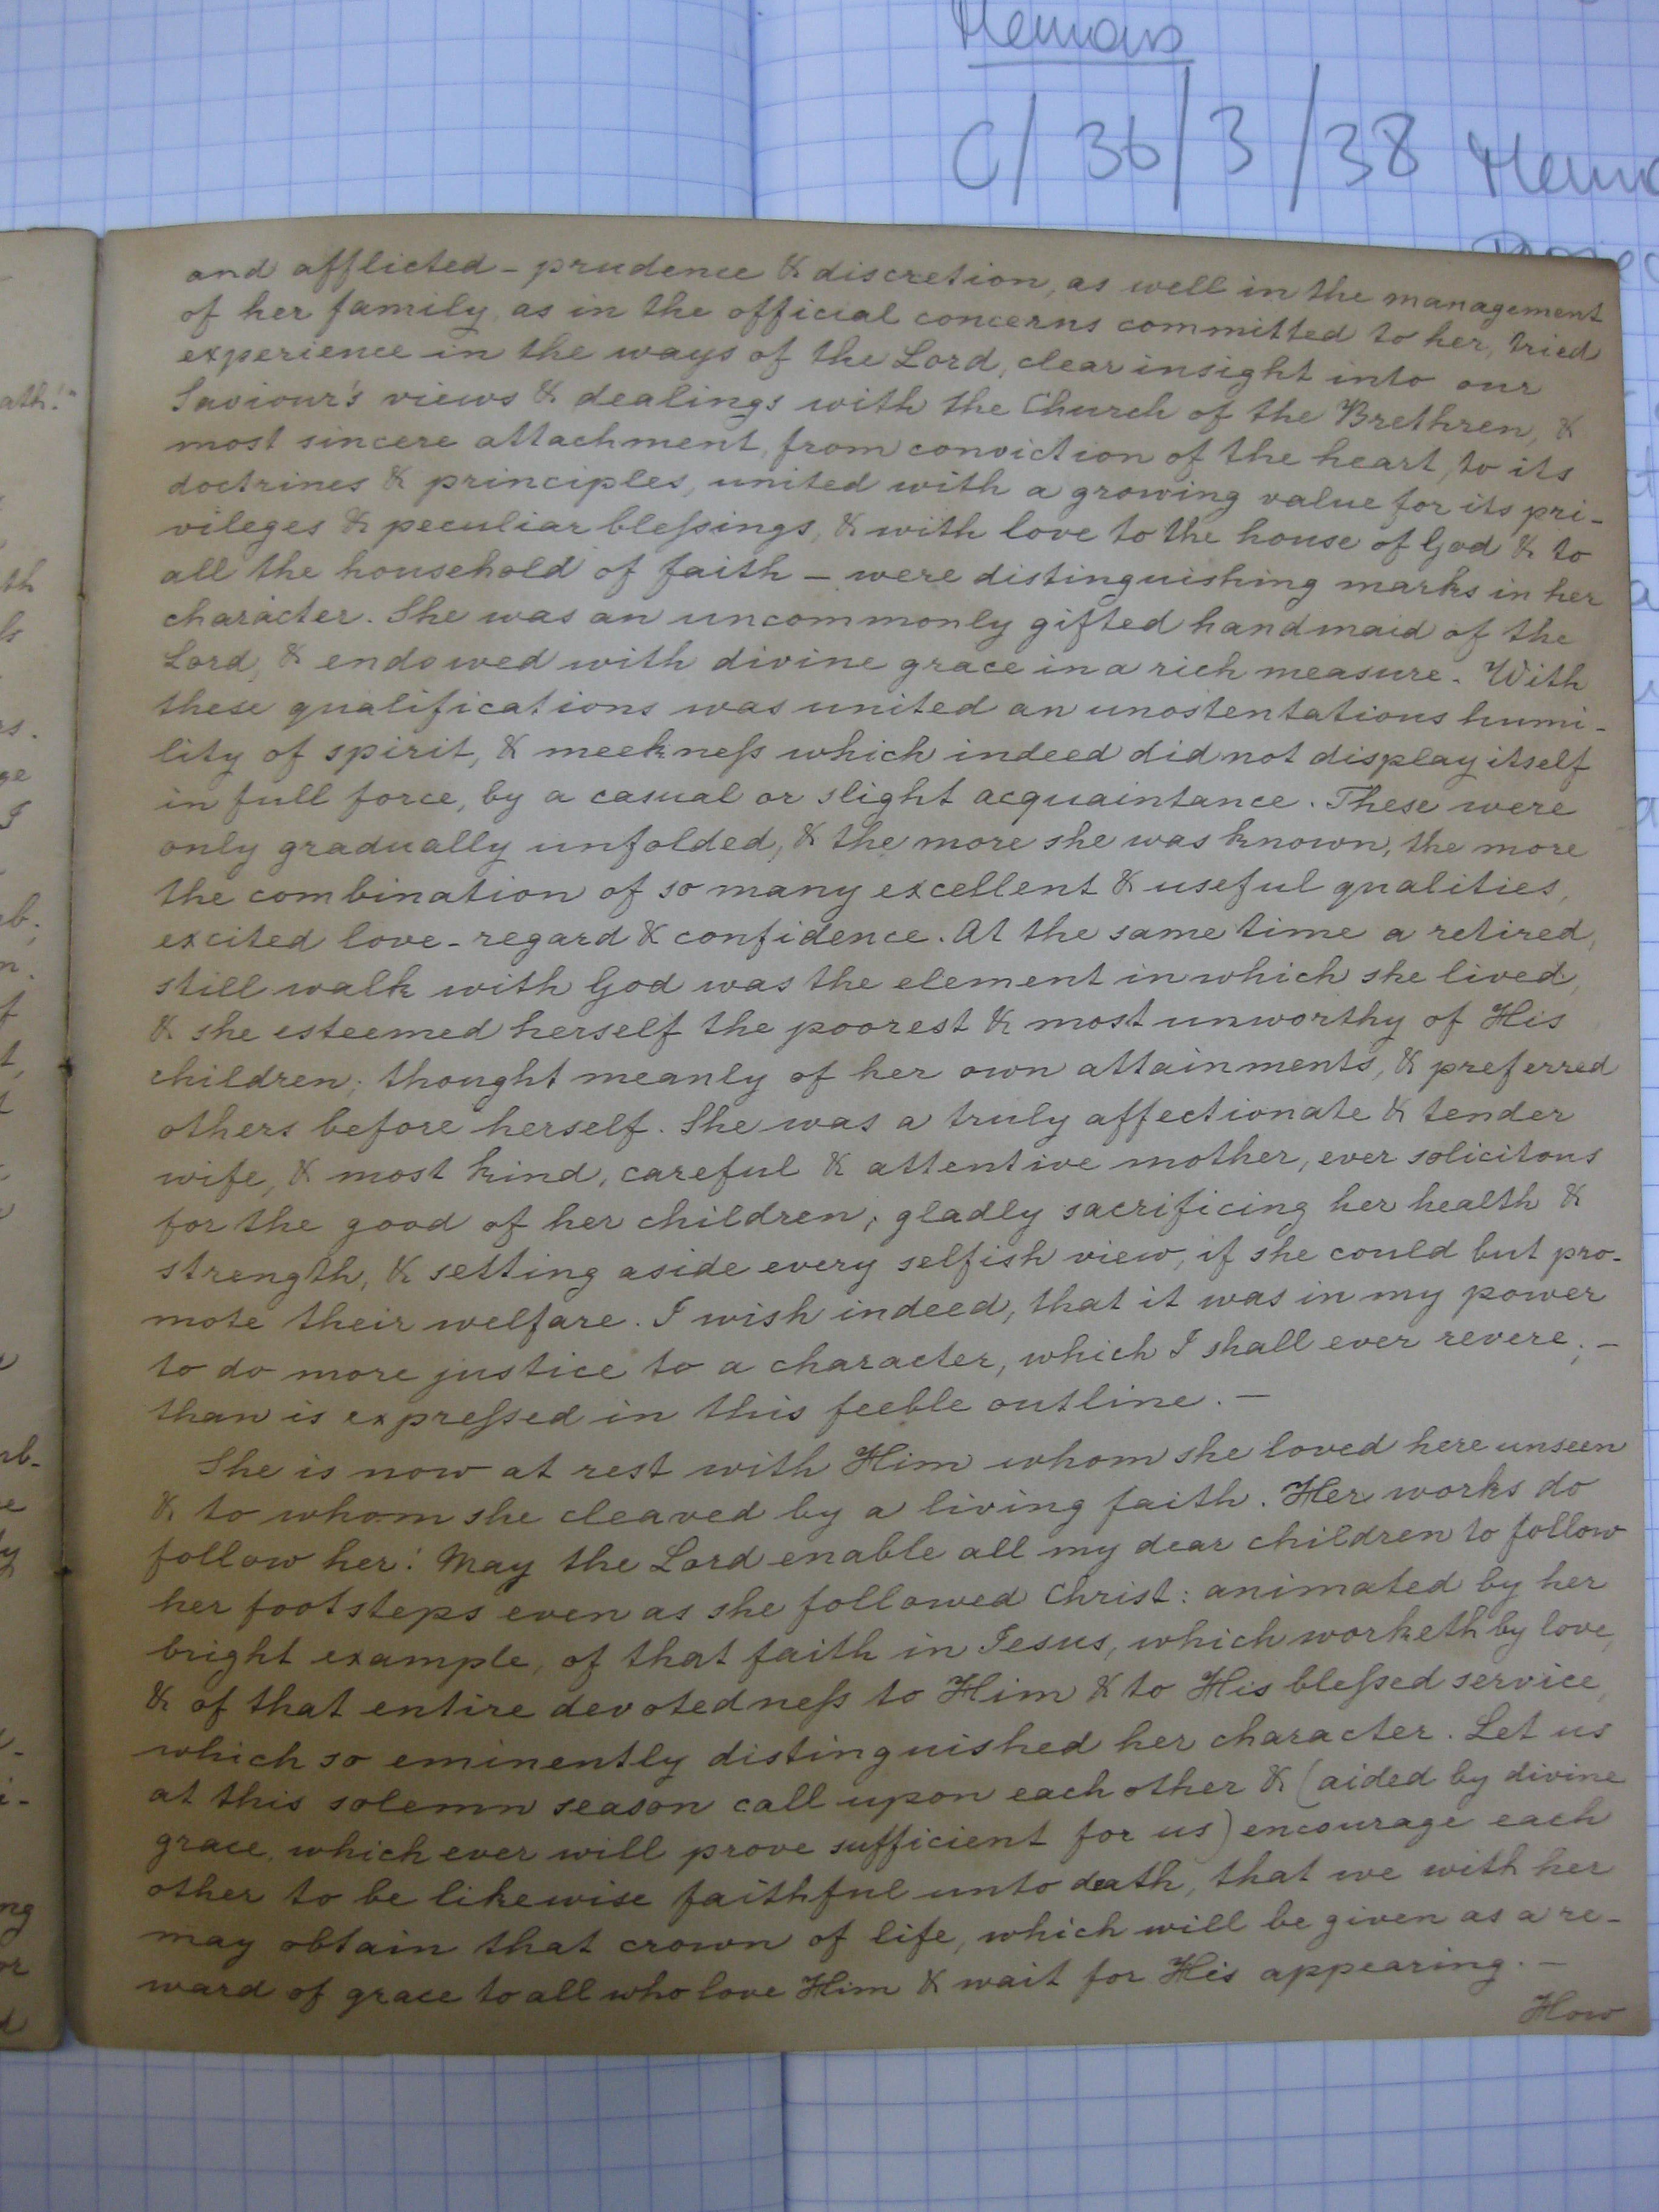 Memoirs
C/36/3/38 Mem
and afflicted - prudence & discretion, as well in the management
of her family, as in the official concerns committed to her, tried
experience in the ways of the Lord, clear insight into our
Saviour's views & dealings with the Church of the Brethren, &
most sincere attachment, from conviction of the heart, to its
doctrines & principles, united with a growing value for its pri-
vileges & peculiar bleſsings, & with love to the house of God & to
all the household of faith - were distinguishing marks in her
character. She was an uncommonly gifted handmaid of the
Lord, & endowed with divine grace in a rich measure. With
these qualifications was united an unostentatious humi-
lity of spirit, & meekneſs which indeed did not display itself
in full force, by a casual or slight acquaintance. These were
only gradually unfolded, & the more she was known, the more
the combination of so many excellent & useful qualities,
excited love - regard & confidence. At the same time a retired,
still walk with God was the element in which she lived,
& she esteemed herself the poorest & most unworthy of His
children; thought meanly of her own attainments, & preferred
others before herself. She was a truly affectionate & tender
wife, & most kind, careful & attentive mother, ever solicitous
for the good of her children; gladly sacrificing her health &
strength, & setting aside every selfish view, if she could but pro-
mote their welfare. I wish indeed, that it was in my power
to do more justice to a character, which I shall ever revere; -
than is expreſsed in this feeble outline. -
She is now at rest with Him whom she loved here unseen
& to whom she cleaved by a living faith. Her works do
follow her! May the Lord enable all my dear children to follow
her footsteps even as she followed Christ: animated by her
bright example, of that faith in Jesus, which worketh by love,
& of that entire devotedneſs to Him & to His bleſsed service,
which so eminently distinguished her character. Let us
at this solemn season call upon each other & (aided by divine
grace, which ever will prove sufficient for us) encourage each
other to be likewise faithful unto death, that we with her
may obtain that crown of life, which will be given as a re-
ward of grace to all who love Him & wait for His appearing. -
How